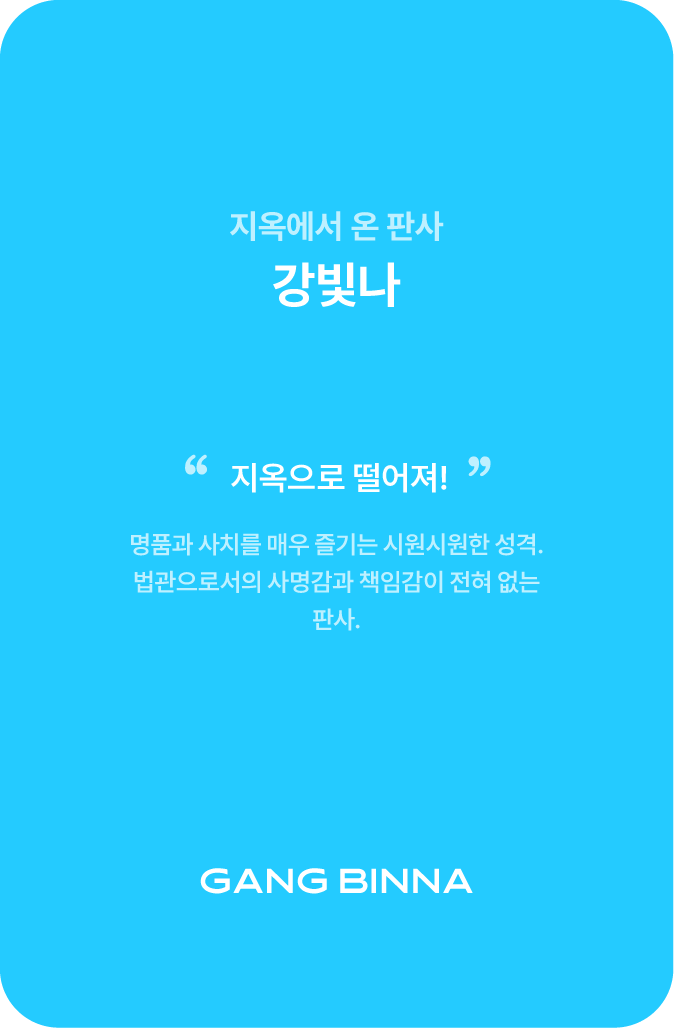 지옥에서 온 판사
강빛나
“ 지옥으로 떨어져! ”
명품과 사치를 매우 즐기는 시원시원한 성격.
법관으로서의 사명감과 책임감이 전혀 없는
판사.
GANG BINNA